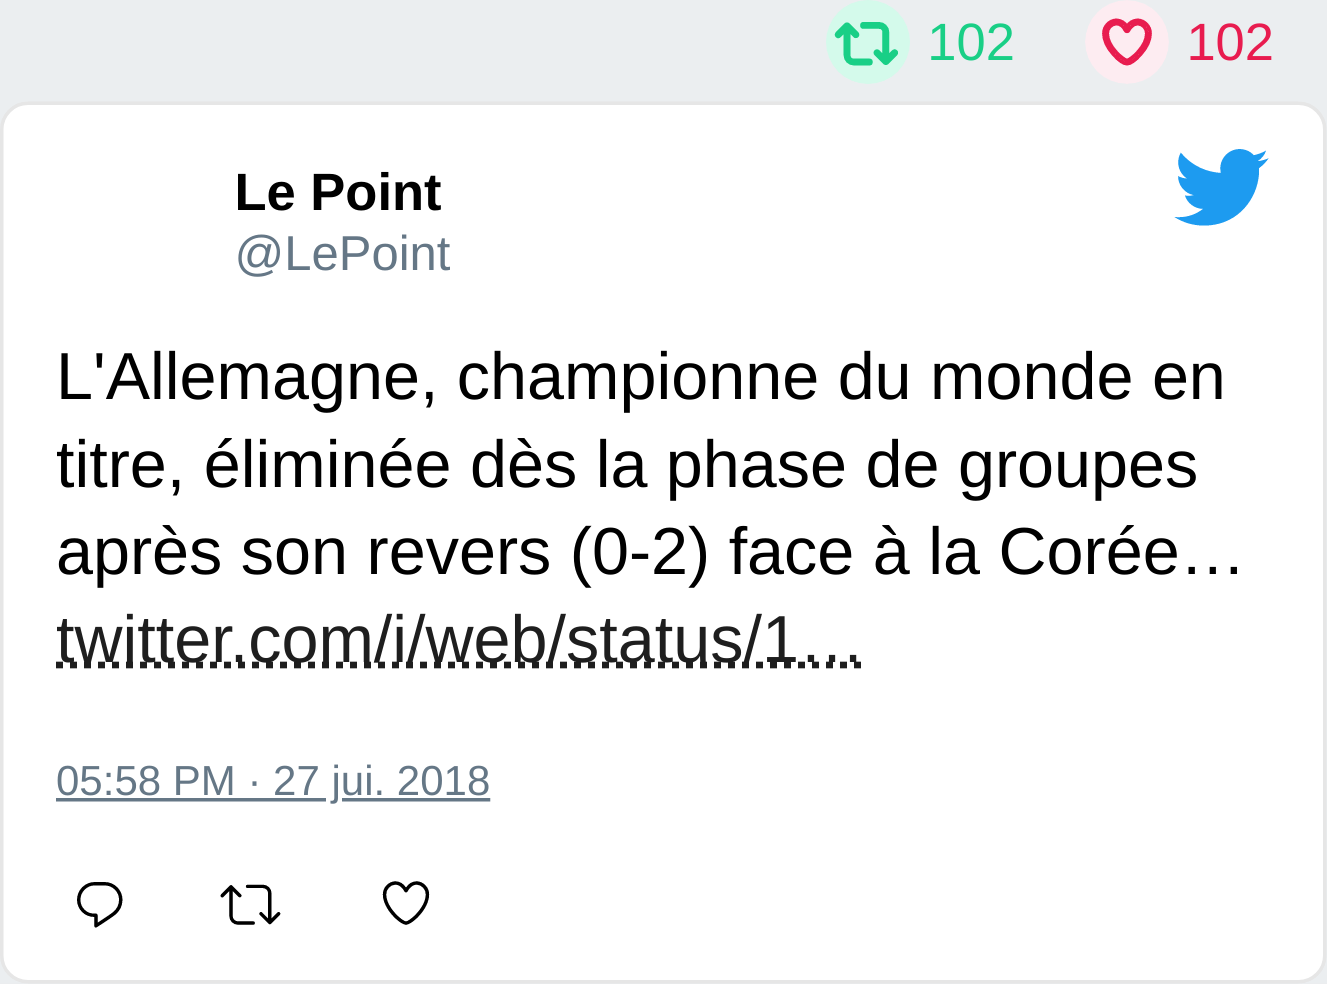 102 102
Le Point
@LePoint
L'Allemagne, championne du monde en
titre, éliminée dès la phase de groupes
après son revers (0-2) face à la Corée…
twitter.com/i/web/status/1…
05:58 PM · 27 jui. 2018